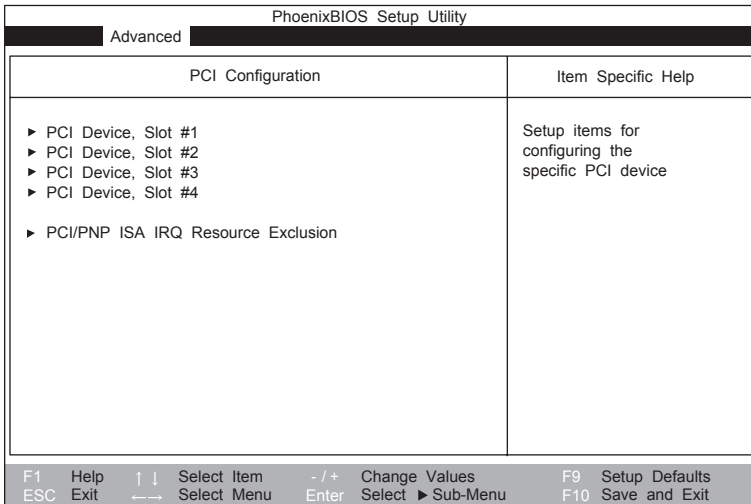 PhoenixBIOS Setup Utility
Advanced
PCI Configuration
Item Specific Help
► PCI Device, Slot #1
► PCI Device, Slot #2
► PCI Device, Slot #3
► PCI Device, Slot #4
► PCI/PNP ISA IRQ Resource Exclusion
Setup items for
configuring the
specific PCI device
F1 Help ↑ ↓ Select Item - / + Change Values F9 Setup Defaults
ESC Exit ←→ Select Menu Enter Select ► Sub-Menu F10 Save and Exit